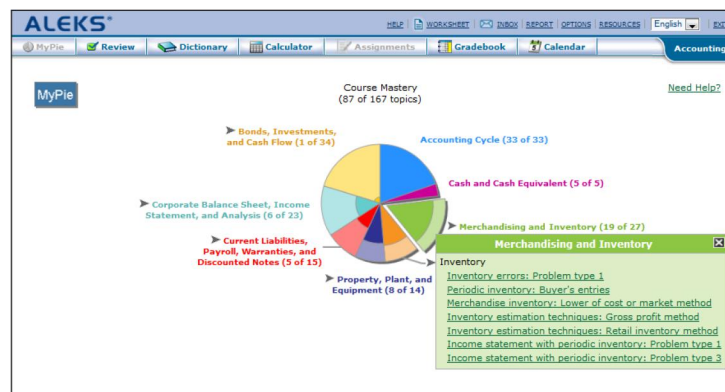 ALEKS®
HELP | WORKSHEET | INBOX | REPORT | OPTIONS | RESOURCES | English
MyPie Review Dictionary Calculator Assignments Gradebook Calendar Accounting
MyPie
Course Mastery
(87 of 167 topics)
Need Help?
Bonds, Investments,
and Cash Flow (1 of 34)
Accounting Cycle (33 of 33)
Cash and Cash Equivalent (5 of 5)
Corporate Balance Sheet, Income
Statement, and Analysis (6 of 23)
Merchandising and Inventory (19 of 27)
Current Liabilities,
Payroll, Warranties, and
Discounted Notes (5 of 15)
Property, Plant, and
Equipment (8 of 14)
Merchandising and Inventory
Inventory
Inventory errors: Problem type 1
Periodic inventory: Buyer's entries
Merchandise inventory: Lower of cost or market method
Inventory estimation techniques: Gross profit method
Inventory estimation techniques: Retail inventory method
Income statement with periodic inventory: Problem type 1
Income statement with periodic inventory: Problem type 3